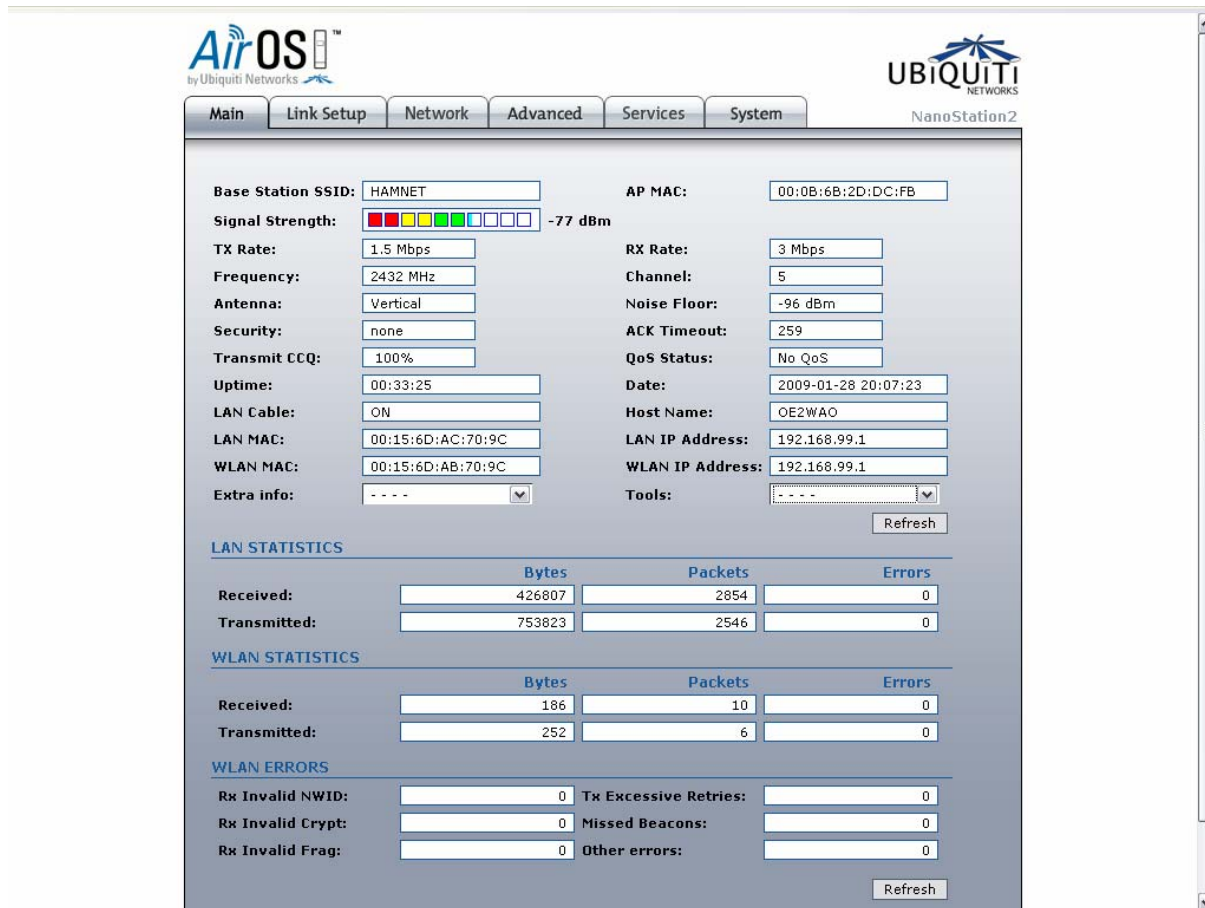 AirOS™
by Ubiquiti Networks
UBiQUiTi
NETWORKS
Main Link Setup Network Advanced Services System
NanoStation2
Base Station SSID: HAMNET AP MAC: 00:0B:6B:2D:DC:FB
Signal Strength: -77 dBm
TX Rate: 1.5 Mbps RX Rate: 3 Mbps
Frequency: 2432 MHz Channel: 5
Antenna: Vertical Noise Floor: -96 dBm
Security: none ACK Timeout: 259
Transmit CCQ: 100% QoS Status: No QoS
Uptime: 00:33:25 Date: 2009-01-28 20:07:23
LAN Cable: ON Host Name: OE2WAO
LAN MAC: 00:15:6D:AC:70:9C LAN IP Address: 192.168.99.1
WLAN MAC: 00:15:6D:AB:70:9C WLAN IP Address: 192.168.99.1
Extra info: - - - - Tools: - - - -
Refresh
LAN STATISTICS
Bytes Packets Errors
Received: 426807 2854 0
Transmitted: 753823 2546 0
WLAN STATISTICS
Bytes Packets Errors
Received: 186 10 0
Transmitted: 252 6 0
WLAN ERRORS
Rx Invalid NWID: 0 Tx Excessive Retries: 0
Rx Invalid Crypt: 0 Missed Beacons: 0
Rx Invalid Frag: 0 Other errors: 0
Refresh